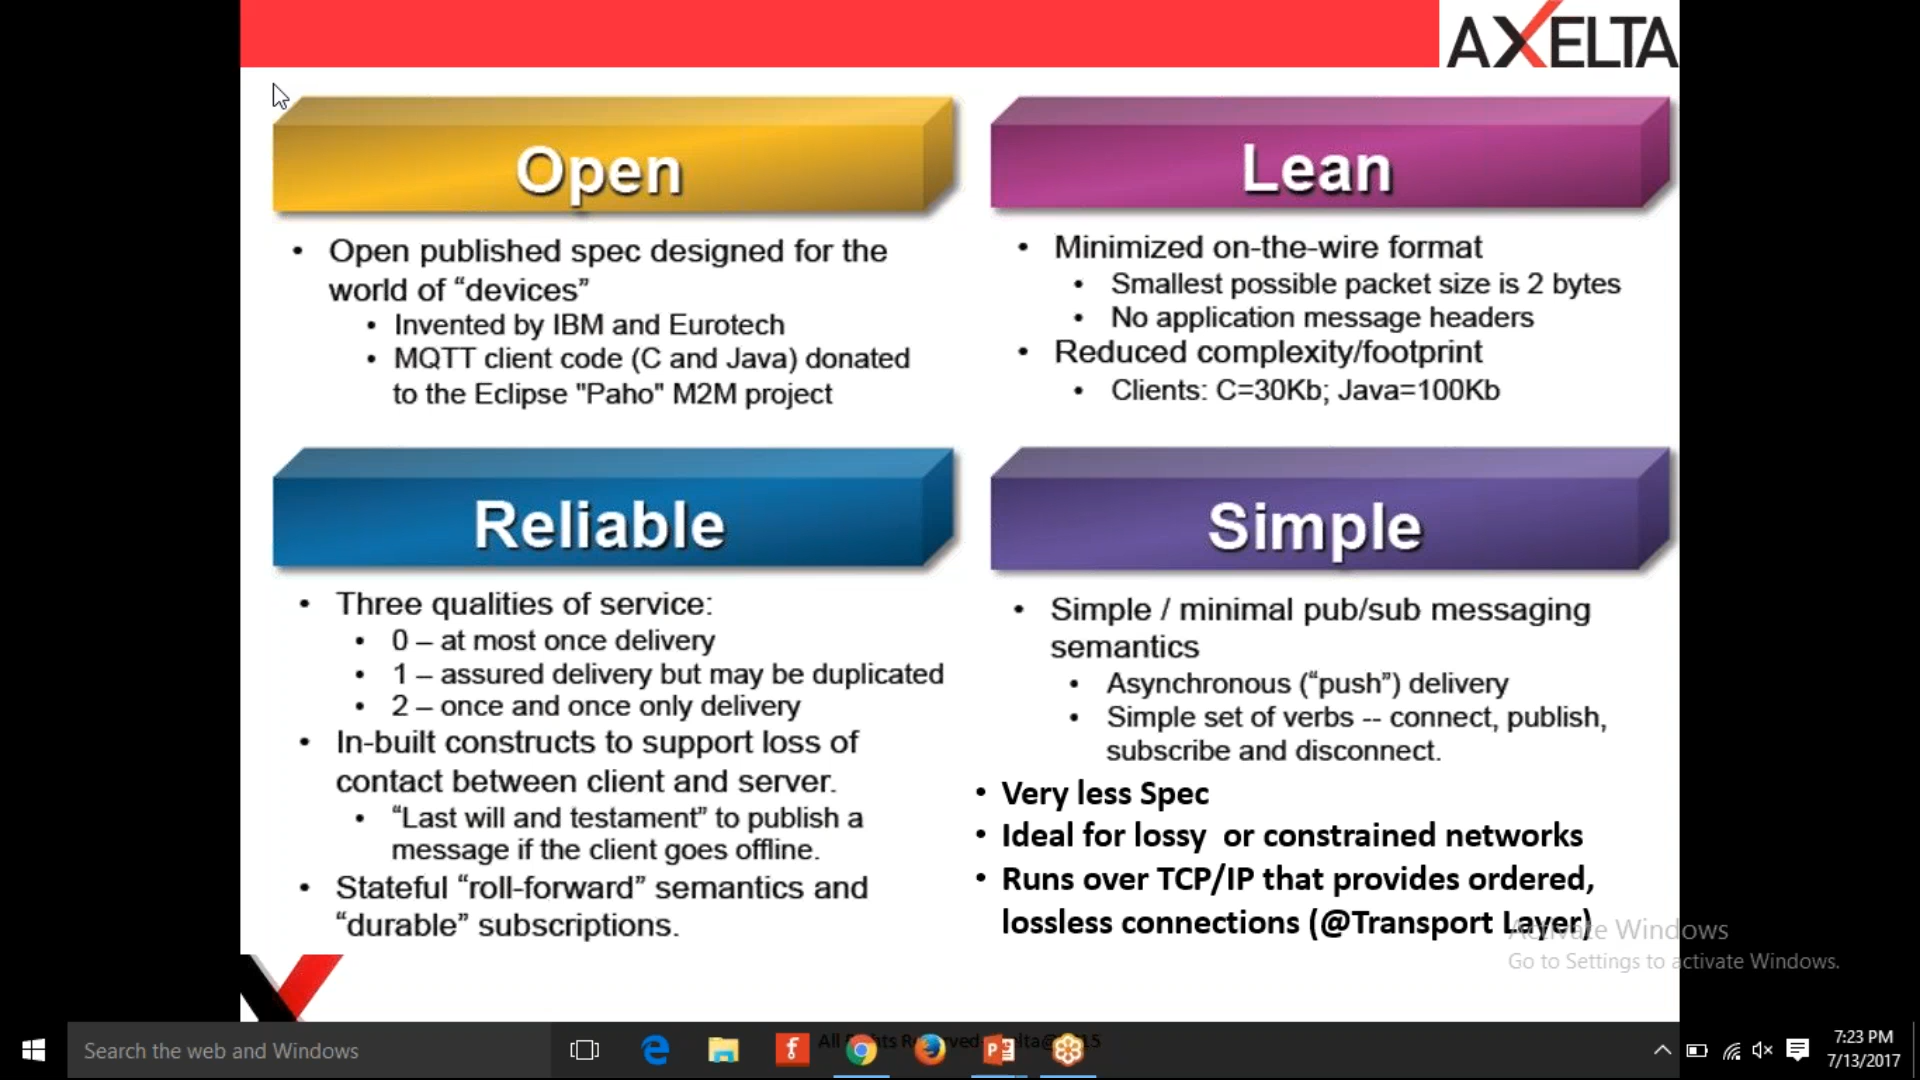 AXELTA
Open
• Open published spec designed for the
world of “devices”
• Invented by IBM and Eurotech
• MQTT client code (C and Java) donated
to the Eclipse "Paho" M2M project
Lean
• Minimized on-the-wire format
• Smallest possible packet size is 2 bytes
• No application message headers
• Reduced complexity/footprint
• Clients: C=30Kb; Java=100Kb
Reliable
• Three qualities of service:
• 0 – at most once delivery
• 1 – assured delivery but may be duplicated
• 2 – once and once only delivery
• In-built constructs to support loss of
contact between client and server.
• “Last will and testament” to publish a
message if the client goes offline.
• Stateful “roll-forward” semantics and
“durable” subscriptions.
Simple
• Simple / minimal pub/sub messaging
semantics
• Asynchronous (“push”) delivery
• Simple set of verbs -- connect, publish,
subscribe and disconnect.
• Very less Spec
• Ideal for lossy or constrained networks
• Runs over TCP/IP that provides ordered,
lossless connections (@Transport Layer)
Activate Windows
Go to Settings to activate Windows.
Search the web and Windows
7:23 PM
7/13/2017